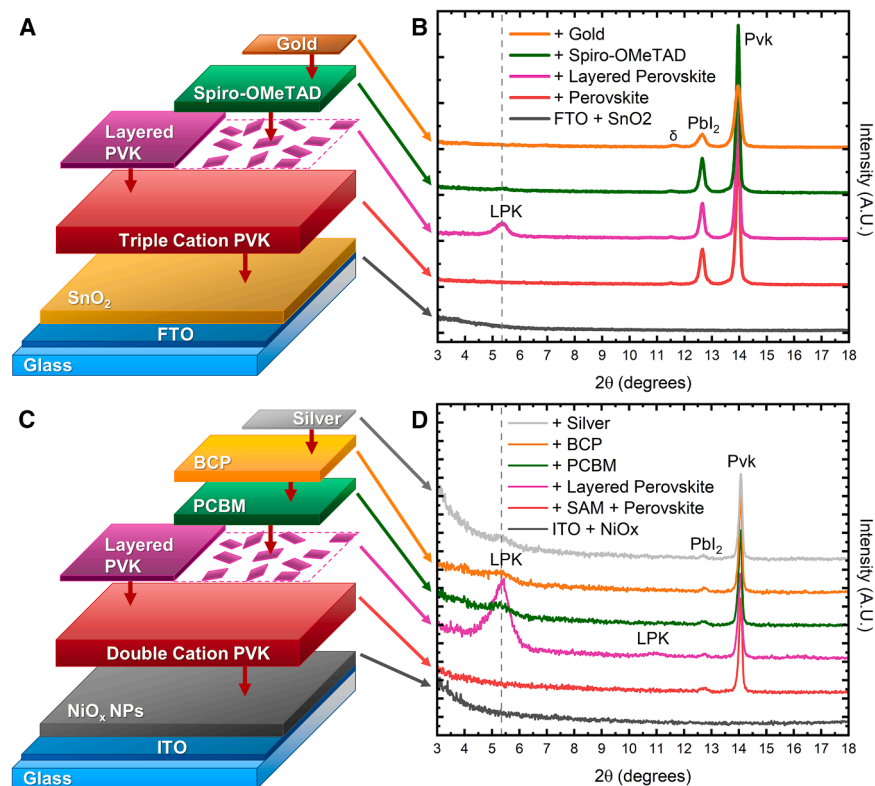 A
Gold
Spiro-OMeTAD
Layered
PVK
Triple Cation PVK
SnO₂
FTO
Glass
B
+ Gold
+ Spiro-OMeTAD
+ Layered Perovskite
+ Perovskite
FTO + SnO2
Pvk
δ
PbI₂
LPK
Intensity (A.U.)
3 4 5 6 7 8 9 10 11 12 13 14 15 16 17 18
2θ (degrees)
C
Silver
BCP
PCBM
Layered
PVK
Double Cation PVK
NiOₓ NPs
ITO
Glass
D
+ Silver
+ BCP
+ PCBM
+ Layered Perovskite
+ SAM + Perovskite
ITO + NiOx
Pvk
PbI₂
LPK
LPK
Intensity (A.U.)
3 4 5 6 7 8 9 10 11 12 13 14 15 16 17 18
2θ (degrees)